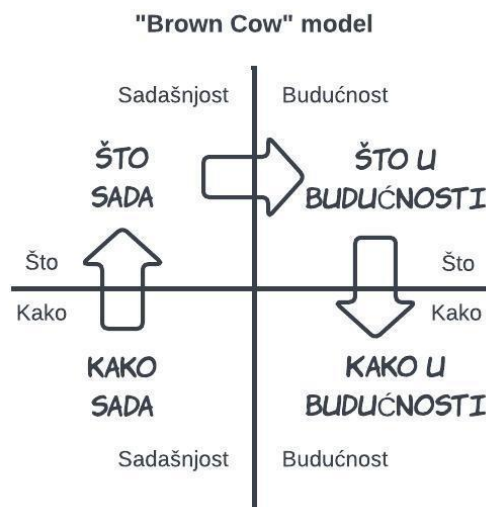 "Brown Cow" model
Sadašnjost
Budućnost
ŠTO
SADA
ŠTO U
BUDUĆNOSTI
Što
Što
Kako
Kako
KAKO
SADA
KAKO U
BUDUĆNOSTI
Sadašnjost
Budućnost